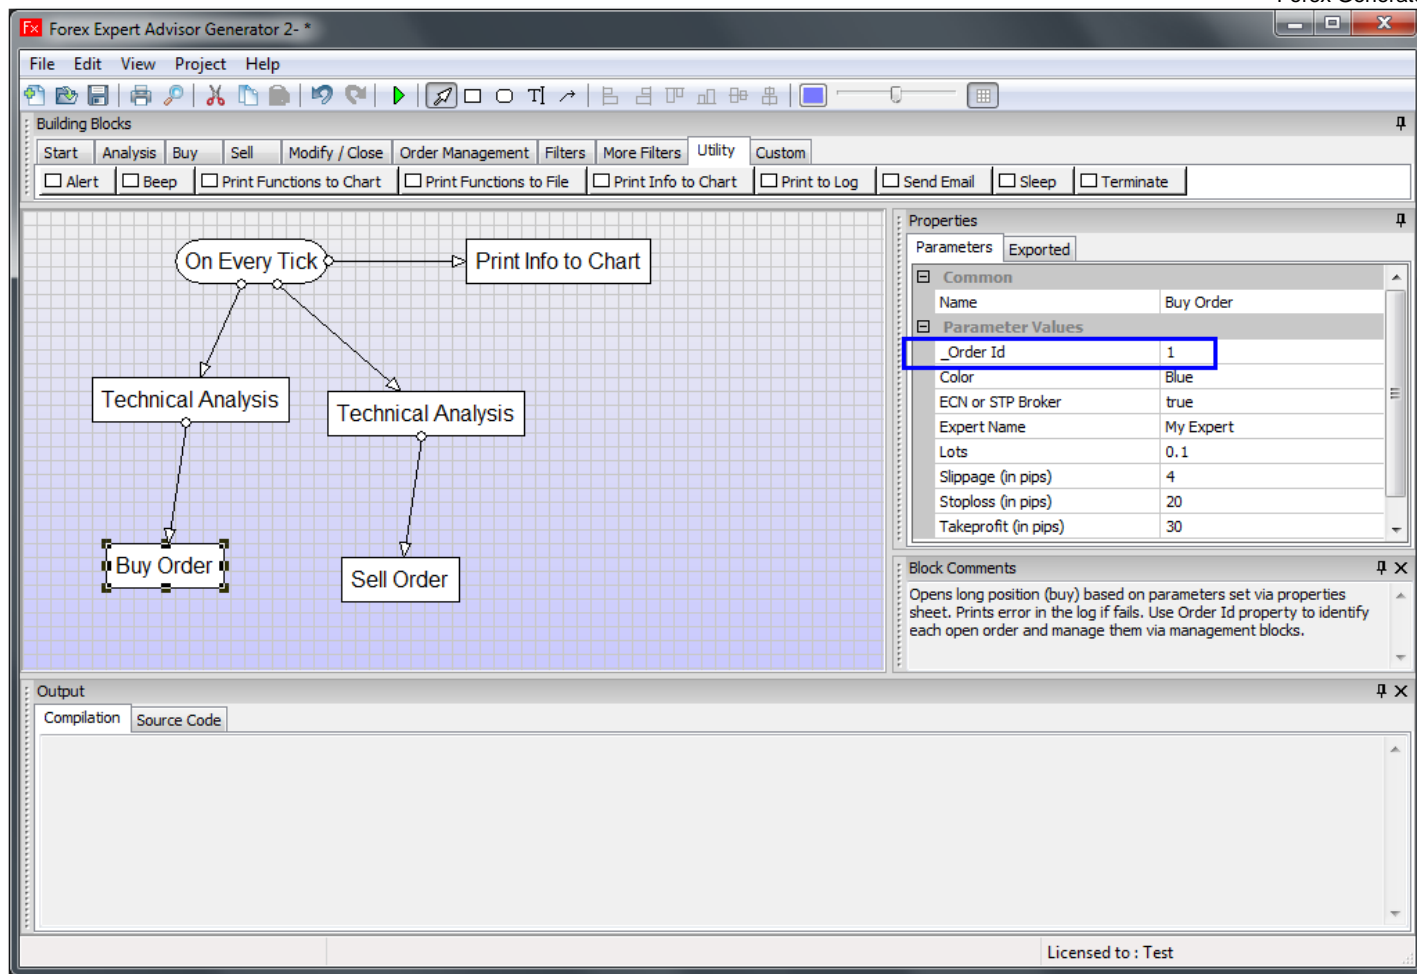 Forex Generat
Fx Forex Expert Advisor Generator 2- *
File Edit View Project Help
Building Blocks
Start Analysis Buy Sell Modify / Close Order Management Filters More Filters Utility Custom
Alert Beep Print Functions to Chart Print Functions to File Print Info to Chart Print to Log Send Email Sleep Terminate
On Every Tick
Print Info to Chart
Technical Analysis
Technical Analysis
Buy Order
Sell Order
Properties
Parameters Exported
Common
Name Buy Order
Parameter Values
_Order Id 1
Color Blue
ECN or STP Broker true
Expert Name My Expert
Lots 0.1
Slippage (in pips) 4
Stoploss (in pips) 20
Takeprofit (in pips) 30
Block Comments
Opens long position (buy) based on parameters set via properties
sheet. Prints error in the log if fails. Use Order Id property to identify
each open order and manage them via management blocks.
Output
Compilation Source Code
Licensed to : Test